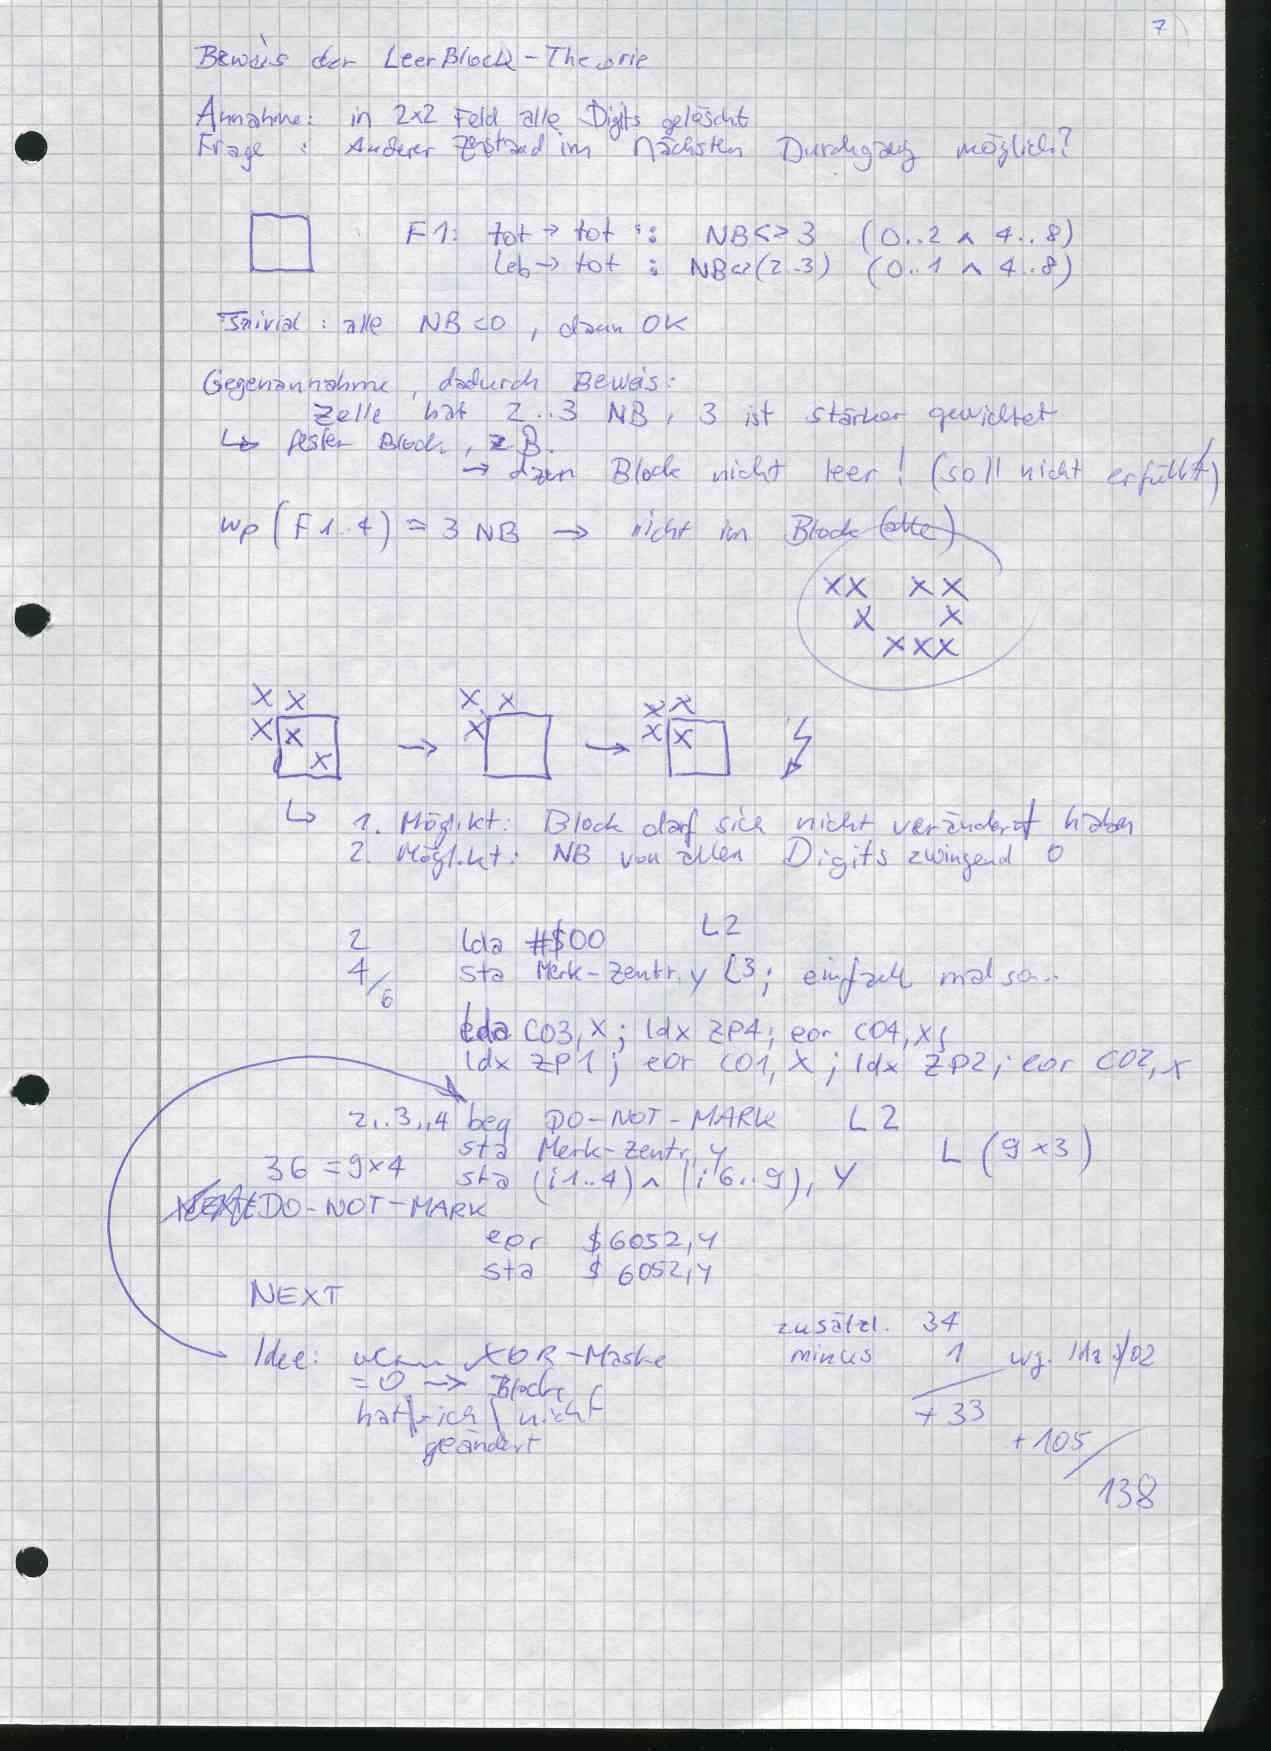 7
Beweis der LeerBlock-Theorie
Annahme: in 2x2 Feld alle Digits gelöscht
Frage : Anderer Zustand im nächsten Durchgang möglich?
F1: tot → tot : NB<>3 (0..2 ∧ 4..8)
Leb → tot : NB<>(2..3) (0..1 ∧ 4..8)
Trivial: alle NB<0, dann OK
Gegenannahme, dadurch Beweis:
Zelle hat 2..3 NB, 3 ist stärker gewichtet
↳ fester Block, z.B.
→ dann Block nicht leer! (soll nicht erfüllt)
wp (F1..4) = 3 NB → nicht im Block (alte)
XX XX
X X
XXX
X X X, X X X
X X X X X
X
→ →
↳ 1. Möglkt: Block darf sich nicht verändert haben
2. Möglkt: NB von allen Digits zwingend 0
2 lda #$00 L2
4/6 sta Merk-Zentr.y L3; einfach mal so..
lda C03,X; ldx ZP4; eor C04,X;
ldx ZP1; eor C01,X; ldx ZP2; eor C02,X
2..3..4 beq DO-NOT-MARK L2
sta Merk-Zentr,Y L (9x3)
36 = 9x4 sta (i1..4) ∧ (i6..9), Y
DO-NOT-MARK
eor $6052,Y
sta $6052,Y
NEXT
zusätzl. 34
Idee: wenn XOR-Maske minus 1 wg.
= 0 → Block
hat sich nicht + 33
geändert + 105
138